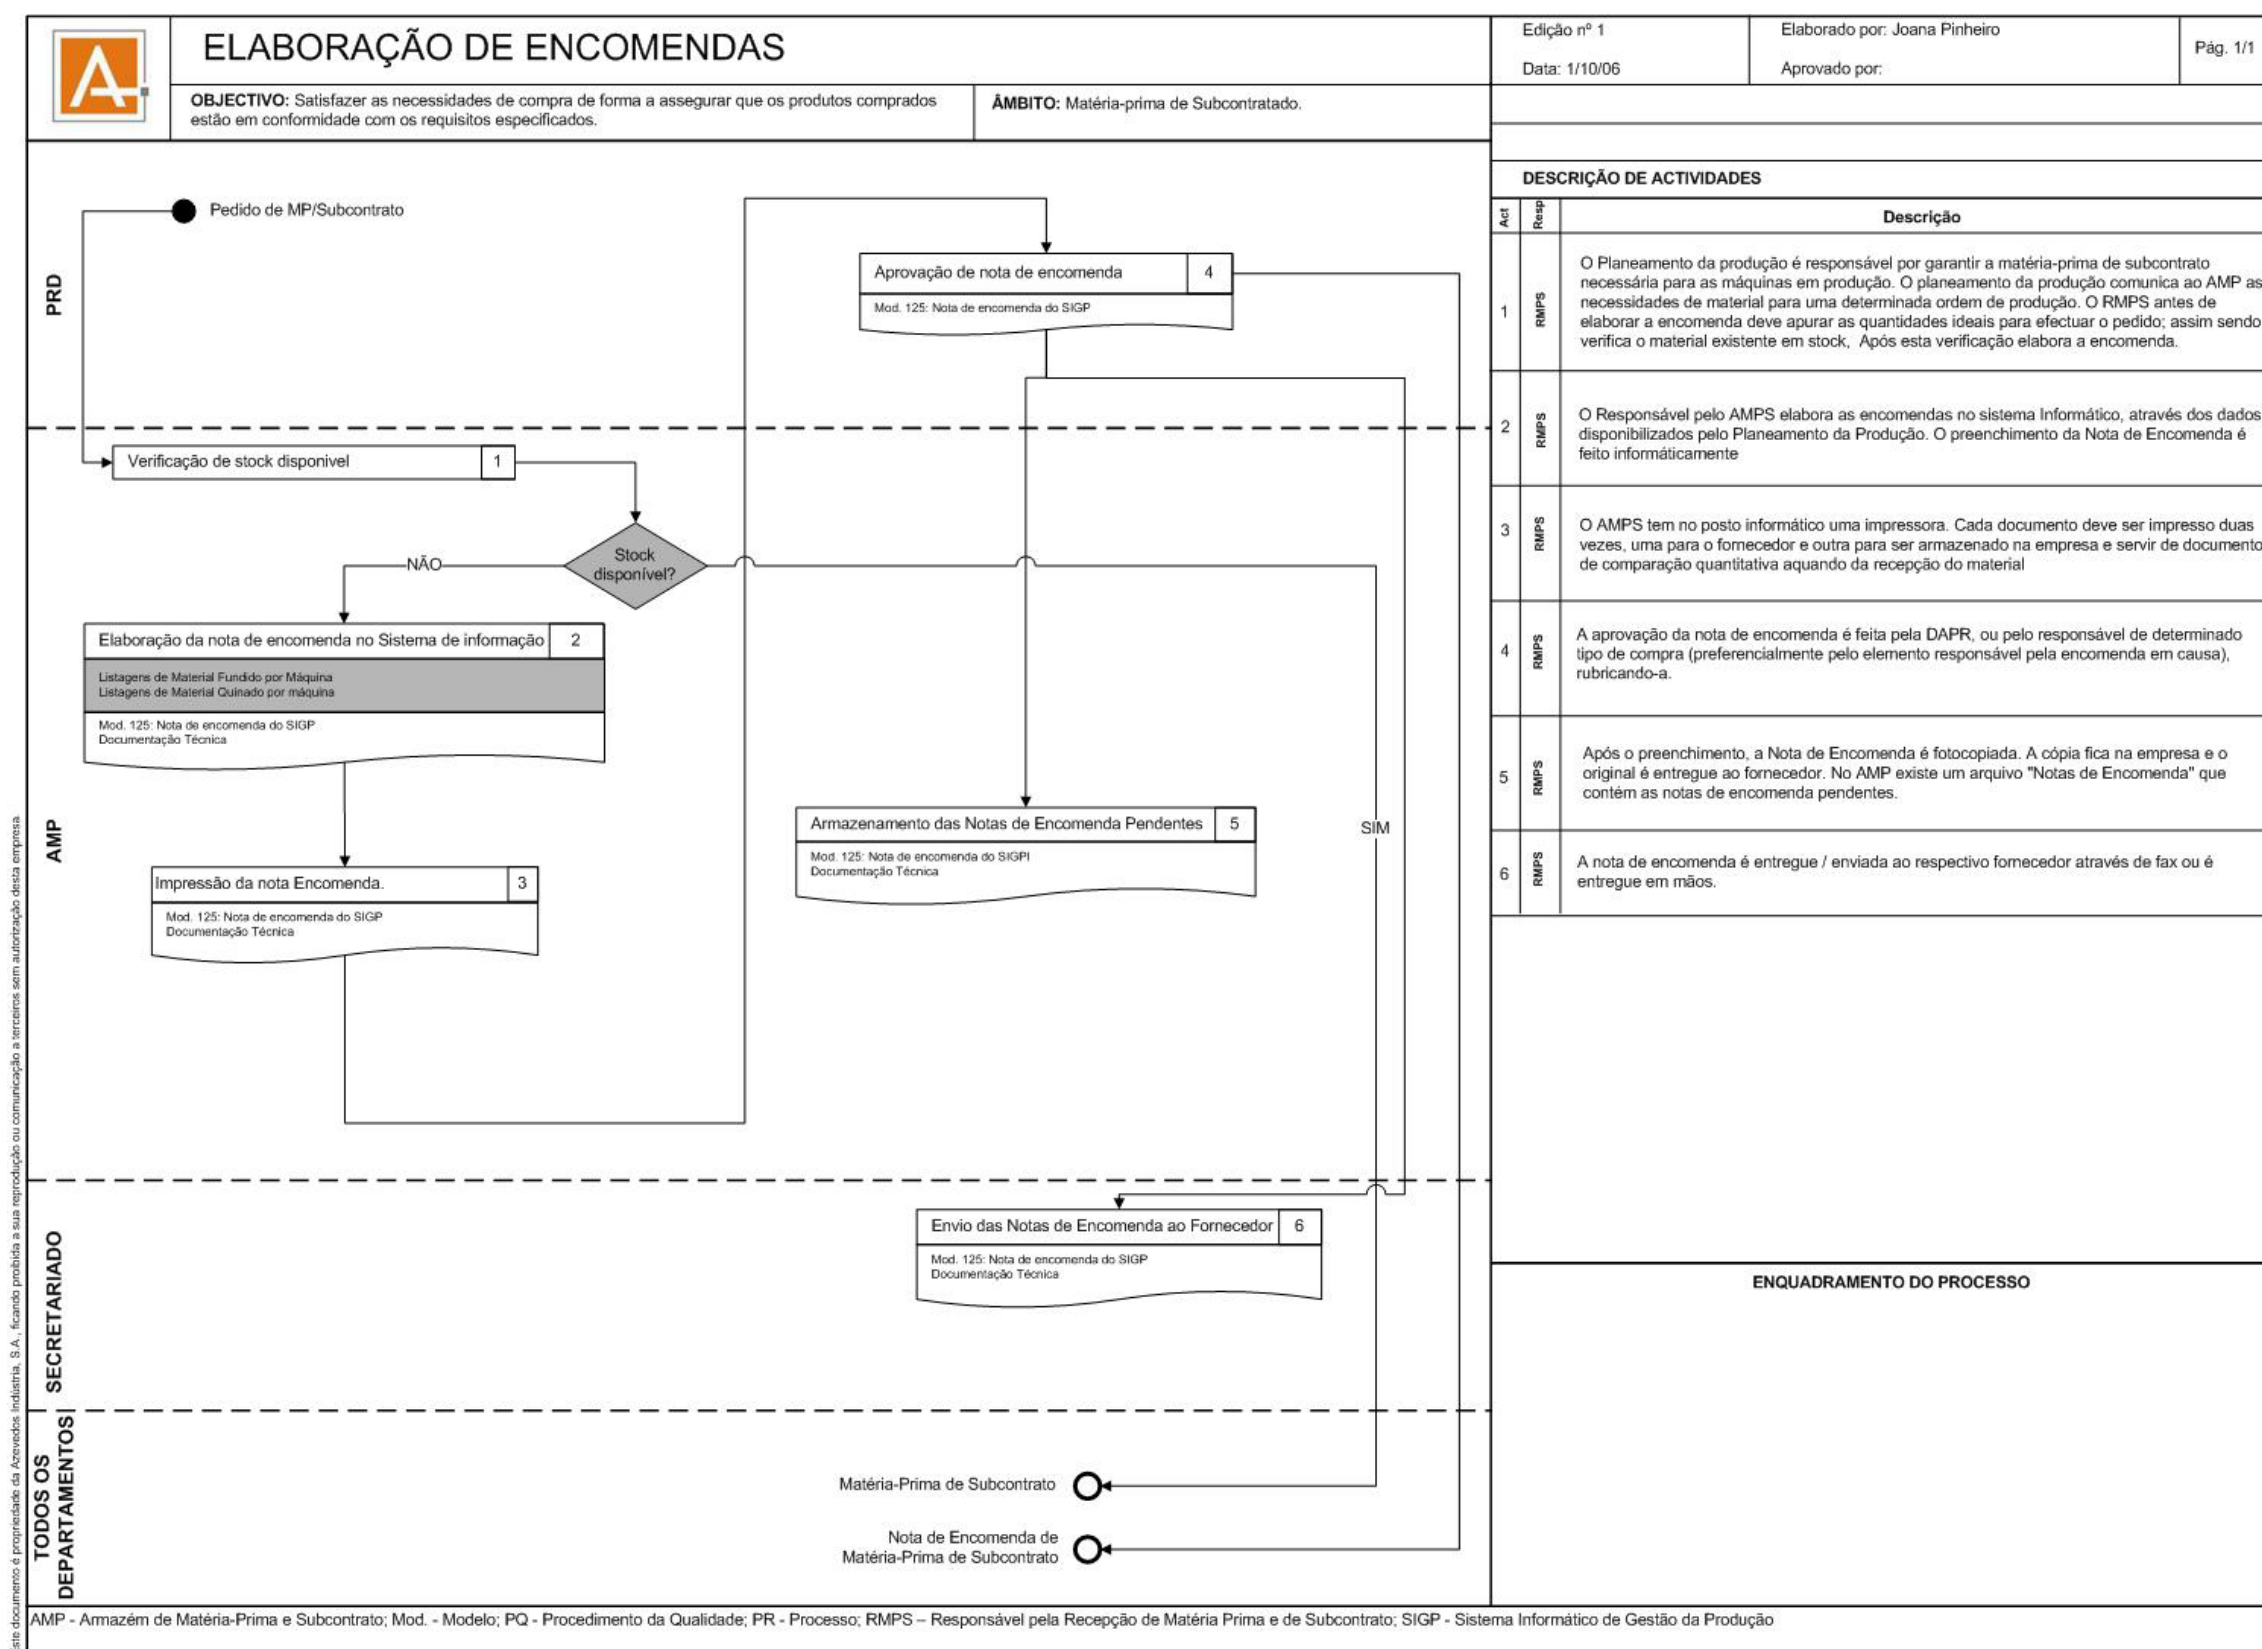 ELABORAÇÃO DE ENCOMENDAS
OBJECTIVO: Satisfazer as necessidades de compra de forma a assegurar que os produtos comprados
estão em conformidade com os requisitos especificados.
ÂMBITO: Matéria-prima de Subcontratado.
Edição nº 1
Data: 1/10/06
Elaborado por: Joana Pinheiro
Aprovado por:
Pág. 1/1
PRD
Pedido de MP/Subcontrato
Aprovação de nota de encomenda
4
Mod. 125: Nota de encomenda do SIGP
AMP
Verificação de stock disponivel
1
Stock
disponível?
NÃO
SIM
Elaboração da nota de encomenda no Sistema de informação
2
Listagens de Material Fundido por Máquina
Listagens de Material Quinado por máquina
Mod. 125: Nota de encomenda do SIGP
Documentação Técnica
Impressão da nota Encomenda.
3
Mod. 125: Nota de encomenda do SIGP
Documentação Técnica
Armazenamento das Notas de Encomenda Pendentes
5
Mod. 125: Nota de encomenda do SIGPI
Documentação Técnica
SECRETARIADO
Envio das Notas de Encomenda ao Fornecedor
6
Mod. 125: Nota de encomenda do SIGP
Documentação Técnica
TODOS OS
DEPARTAMENTOS
Matéria-Prima de Subcontrato
Nota de Encomenda de
Matéria-Prima de Subcontrato
DESCRIÇÃO DE ACTIVIDADES
Act
Resp
Descrição
1
RMPS
O Planeamento da produção é responsável por garantir a matéria-prima de subcontrato
necessária para as máquinas em produção. O planeamento da produção comunica ao AMP as
necessidades de material para uma determinada ordem de produção. O RMPS antes de
elaborar a encomenda deve apurar as quantidades ideais para efectuar o pedido; assim sendo
verifica o material existente em stock, Após esta verificação elabora a encomenda.
2
RMPS
O Responsável pelo AMPS elabora as encomendas no sistema Informático, através dos dados
disponibilizados pelo Planeamento da Produção. O preenchimento da Nota de Encomenda é
feito informáticamente
3
RMPS
O AMPS tem no posto informático uma impressora. Cada documento deve ser impresso duas
vezes, uma para o fornecedor e outra para ser armazenado na empresa e servir de documento
de comparação quantitativa aquando da recepção do material
4
RMPS
A aprovação da nota de encomenda é feita pela DAPR, ou pelo responsável de determinado
tipo de compra (preferencialmente pelo elemento responsável pela encomenda em causa),
rubricando-a.
5
RMPS
Após o preenchimento, a Nota de Encomenda é fotocopiada. A cópia fica na empresa e o
original é entregue ao fornecedor. No AMP existe um arquivo "Notas de Encomenda" que
contém as notas de encomenda pendentes.
6
RMPS
A nota de encomenda é entregue / enviada ao respectivo fornecedor através de fax ou é
entregue em mãos.
ENQUADRAMENTO DO PROCESSO
ste documento é propriedade da Azevedos Indústria, S.A., ficando proibida a sua reprodução ou comunicação a terceiros sem autorização desta empresa.
AMP - Armazém de Matéria-Prima e Subcontrato; Mod. - Modelo; PQ - Procedimento da Qualidade; PR - Processo; RMPS – Responsável pela Recepção de Matéria Prima e de Subcontrato; SIGP - Sistema Informático de Gestão da Produção